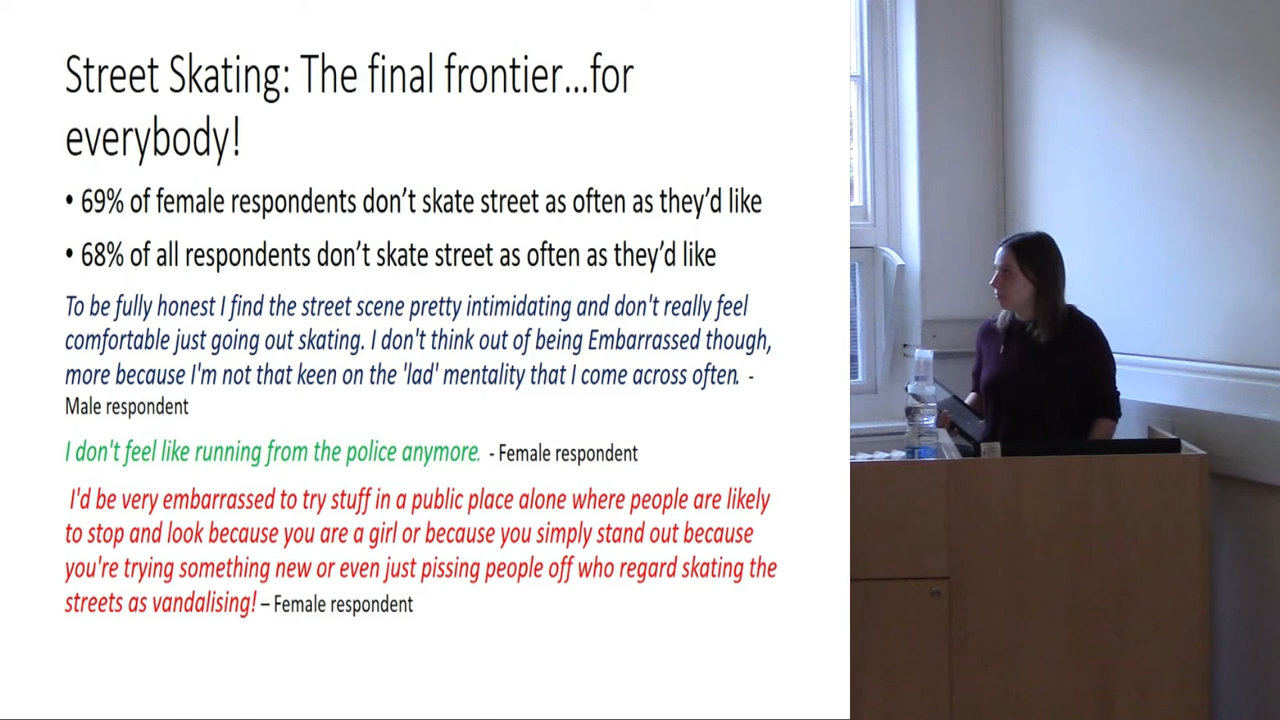 Street Skating: The final frontier...for
everybody!
• 69% of female respondents don't skate street as often as they'd like
• 68% of all respondents don't skate street as often as they'd like
To be fully honest I find the street scene pretty intimidating and don't really feel
comfortable just going out skating. I don't think out of being Embarrassed though,
more because I'm not that keen on the 'lad' mentality that I come across often. -
Male respondent
I don't feel like running from the police anymore. - Female respondent
I'd be very embarrassed to try stuff in a public place alone where people are likely
to stop and look because you are a girl or because you simply stand out because
you're trying something new or even just pissing people off who regard skating the
streets as vandalising! – Female respondent